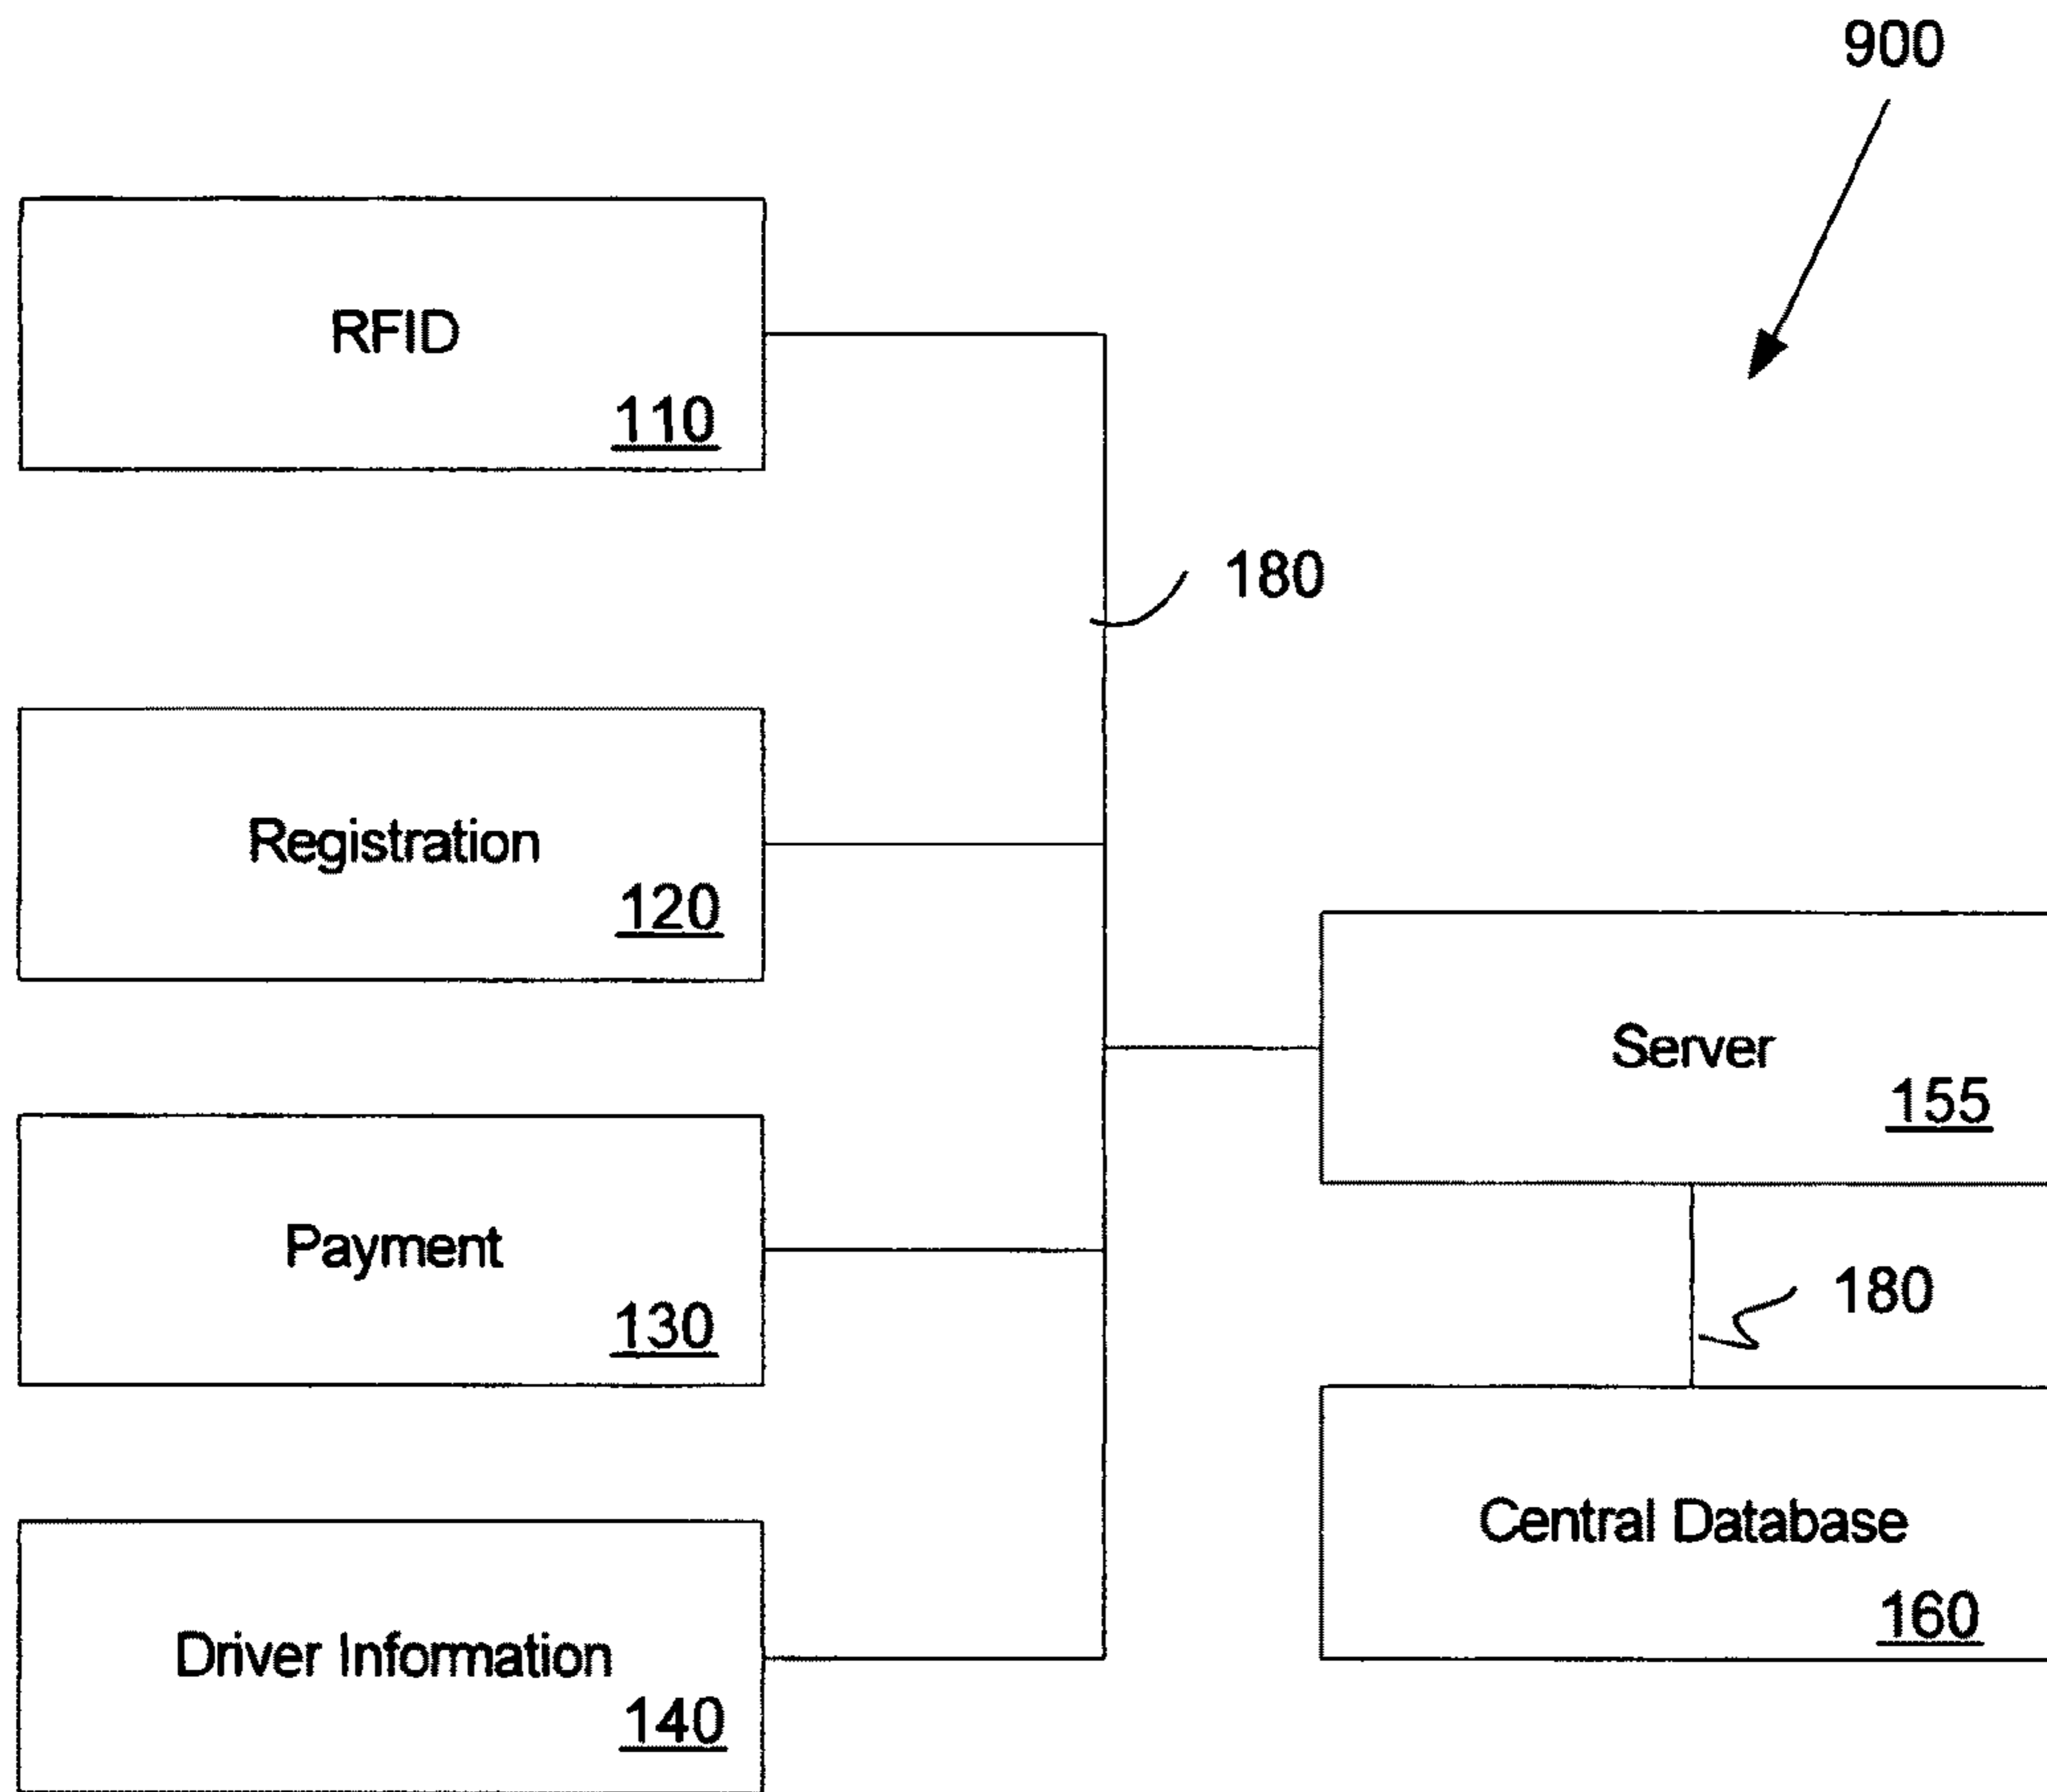 900
RFID
110
180
Registration
120
Server
155
Payment
130
180
Central Database
160
Driver Information
140